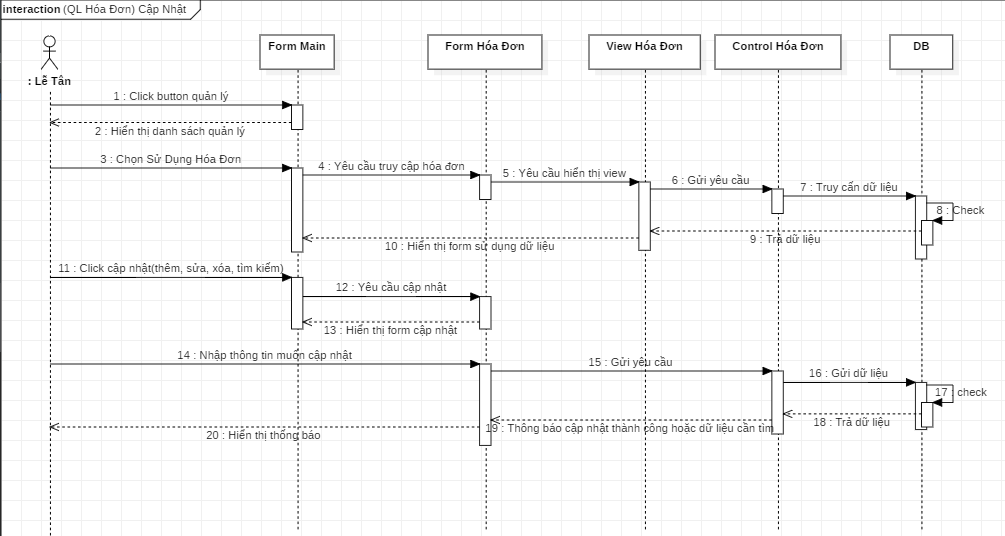 interaction (QL Hóa Đơn) Cập Nhật
Form Main
Form Hóa Đơn
View Hóa Đơn
Control Hóa Đơn
DB
: Lễ Tân
1 : Click button quản lý
2 : Hiển thị danh sách quản lý
3 : Chọn Sử Dụng Hóa Đơn
4 : Yêu cầu truy cập hóa đơn
5 : Yêu cầu hiển thị view
6 : Gửi yêu cầu
7 : Truy cấn dữ liệu
8 : Check
9 : Trả dữ liệu
10 : Hiển thị form sử dụng dữ liệu
11 : Click cập nhật(thêm, sửa, xóa, tìm kiếm)
12 : Yêu cầu cập nhật
13 : Hiển thị form cập nhật
14 : Nhập thông tin muốn cập nhật
15 : Gửi yêu cầu
16 : Gửi dữ liệu
17 : check
18 : Trả dữ liệu
19 : Thông báo cập nhật thành công hoặc dữ liệu cần tìm
20 : Hiển thị thông báo